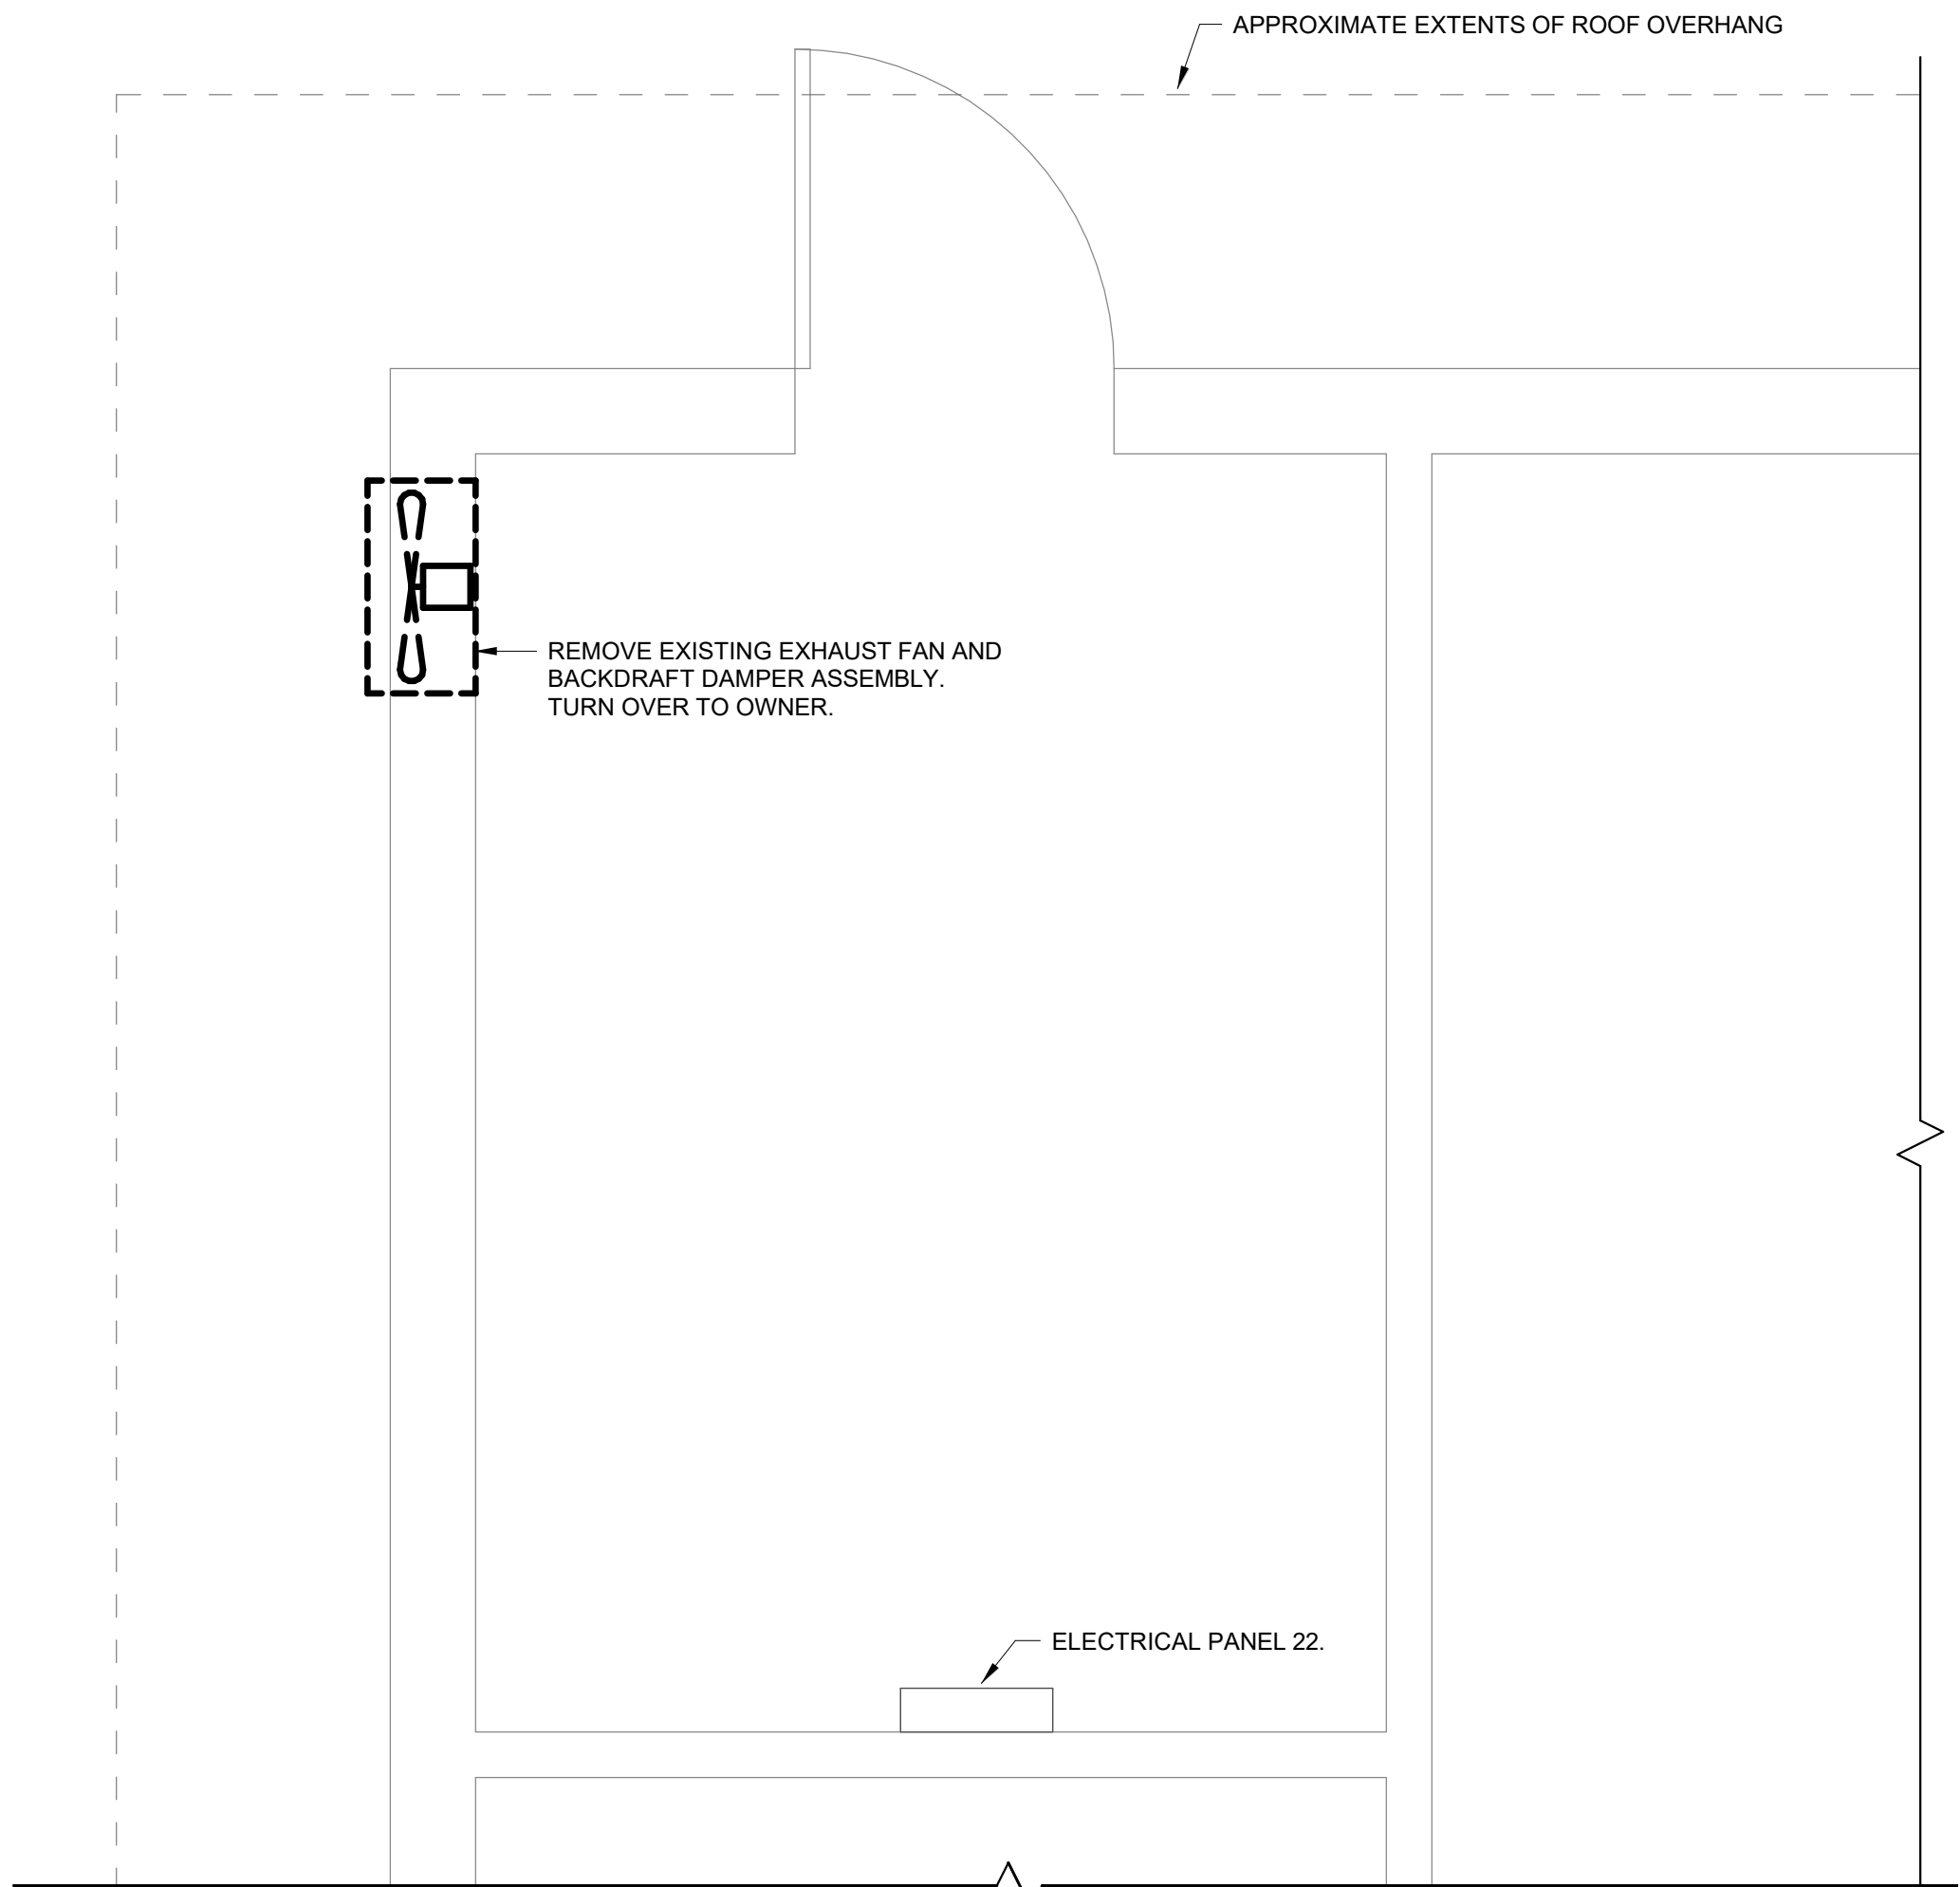 APPROXIMATE EXTENTS OF ROOF OVERHANG
REMOVE EXISTING EXHAUST FAN AND
BACKDRAFT DAMPER ASSEMBLY.
TURN OVER TO OWNER.
ELECTRICAL PANEL 22.